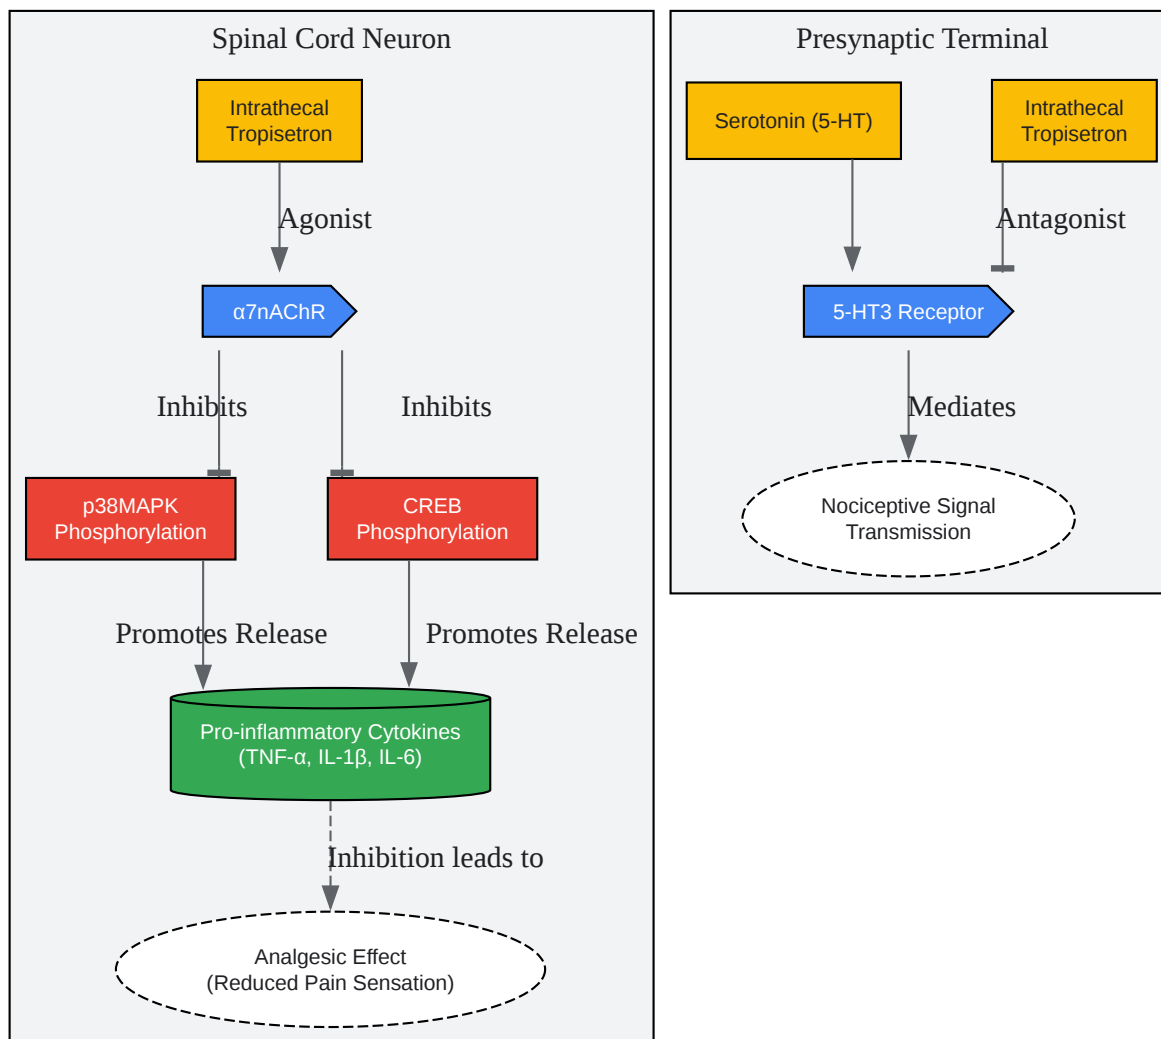 Spinal Cord Neuron
Intrathecal
Tropisetron
Agonist
α7nAChR
Inhibits
Inhibits
p38MAPK
Phosphorylation
CREB
Phosphorylation
Promotes Release
Promotes Release
Pro-inflammatory Cytokines
(TNF-α, IL-1β, IL-6)
Inhibition leads to
Analgesic Effect
(Reduced Pain Sensation)
Presynaptic Terminal
Serotonin (5-HT)
Intrathecal
Tropisetron
Antagonist
5-HT3 Receptor
Mediates
Nociceptive Signal
Transmission